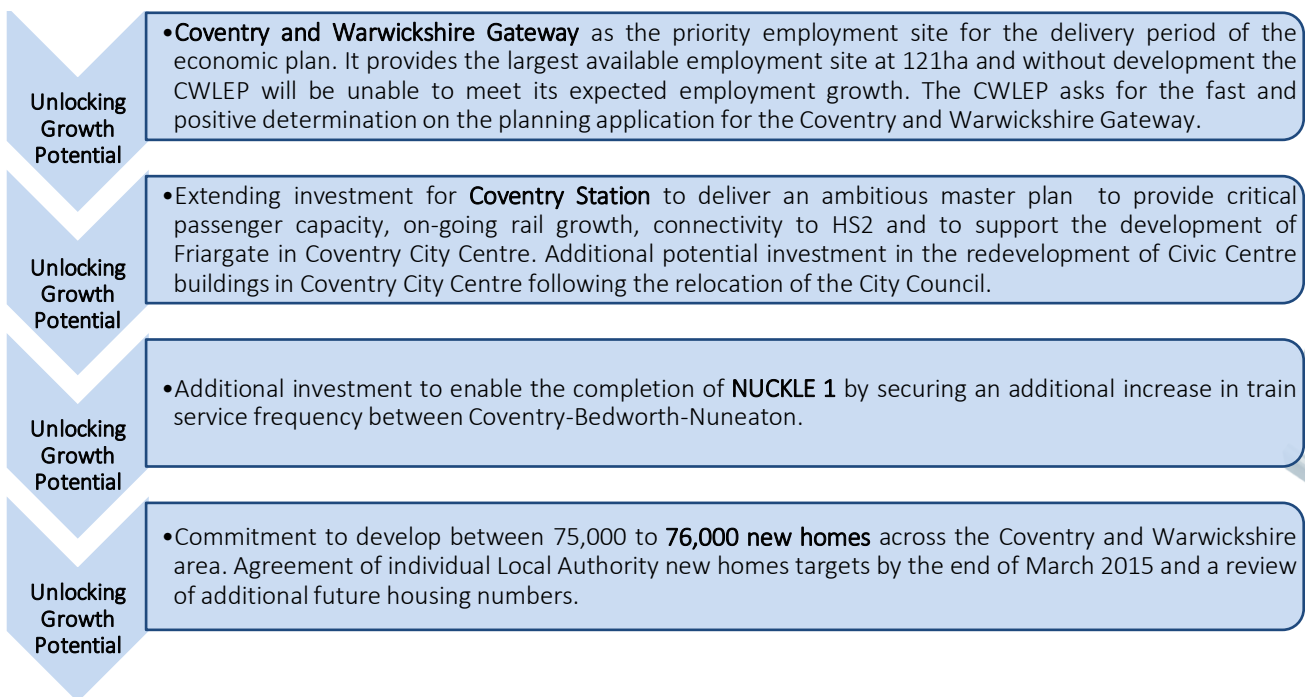 Unlocking
Growth
Potential
•Coventry and Warwickshire Gateway as the priority employment site for the delivery period of the
economic plan. It provides the largest available employment site at 121ha and without development the
CWLEP will be unable to meet its expected employment growth. The CWLEP asks for the fast and
positive determination on the planning application for the Coventry and Warwickshire Gateway.
Unlocking
Growth
Potential
•Extending investment for Coventry Station to deliver an ambitious master plan to provide critical
passenger capacity, on-going rail growth, connectivity to HS2 and to support the development of
Friargate in Coventry City Centre. Additional potential investment in the redevelopment of Civic Centre
buildings in Coventry City Centre following the relocation of the City Council.
Unlocking
Growth
Potential
•Additional investment to enable the completion of NUCKLE 1 by securing an additional increase in train
service frequency between Coventry-Bedworth-Nuneaton.
Unlocking
Growth
Potential
•Commitment to develop between 75,000 to 76,000 new homes across the Coventry and Warwickshire
area. Agreement of individual Local Authority new homes targets by the end of March 2015 and a review
of additional future housing numbers.